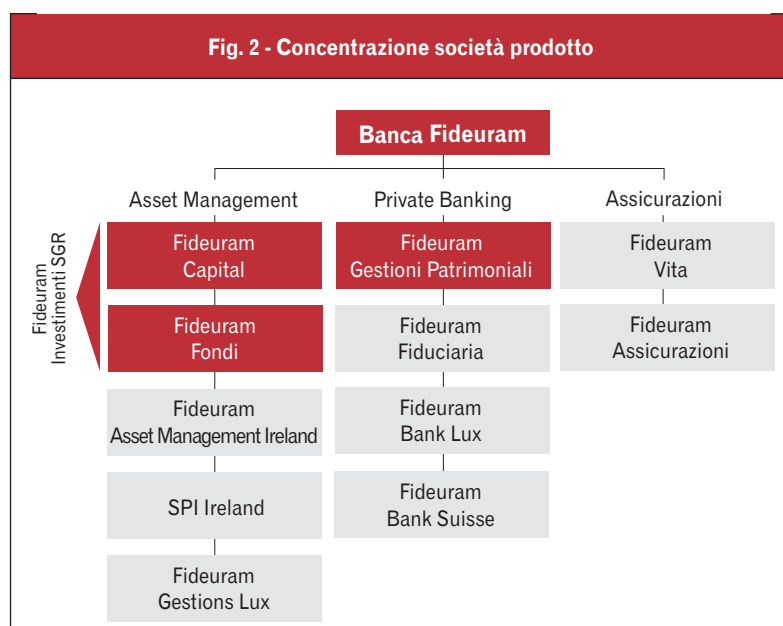 Fig. 2 - Concentrazione società prodotto
Banca Fideuram
Asset Management
Fideuram
Capital
Fideuram
Fondi
Fideuram
Investimenti SGR
Fideuram
Asset Management Ireland
SPI Ireland
Fideuram
Gestions Lux
Private Banking
Fideuram
Gestioni Patrimoniali
Fideuram
Fiduciaria
Fideuram
Bank Lux
Fideuram
Bank Suisse
Assicurazioni
Fideuram
Vita
Fideuram
Assicurazioni